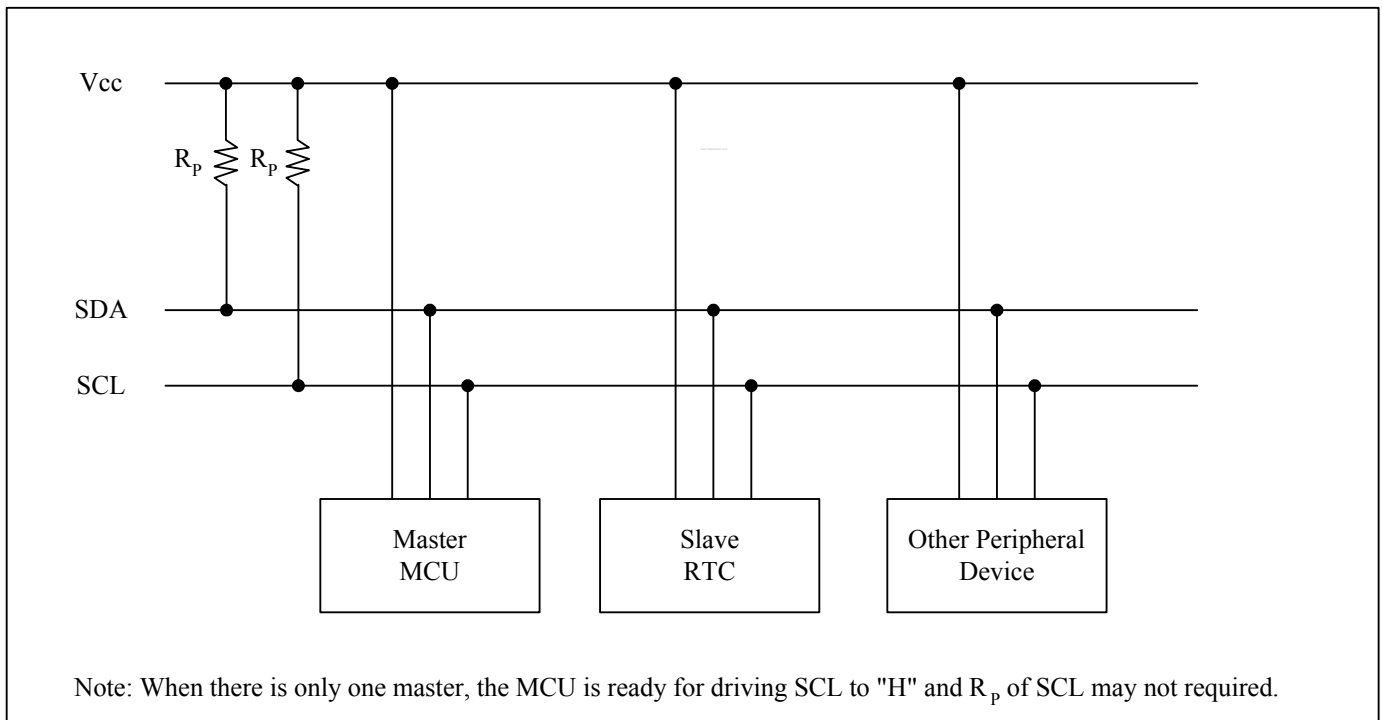 Vcc
R_P R_P
SDA
SCL
Master
MCU
Slave
RTC
Other Peripheral
Device
Note: When there is only one master, the MCU is ready for driving SCL to "H" and R_P of SCL may not required.